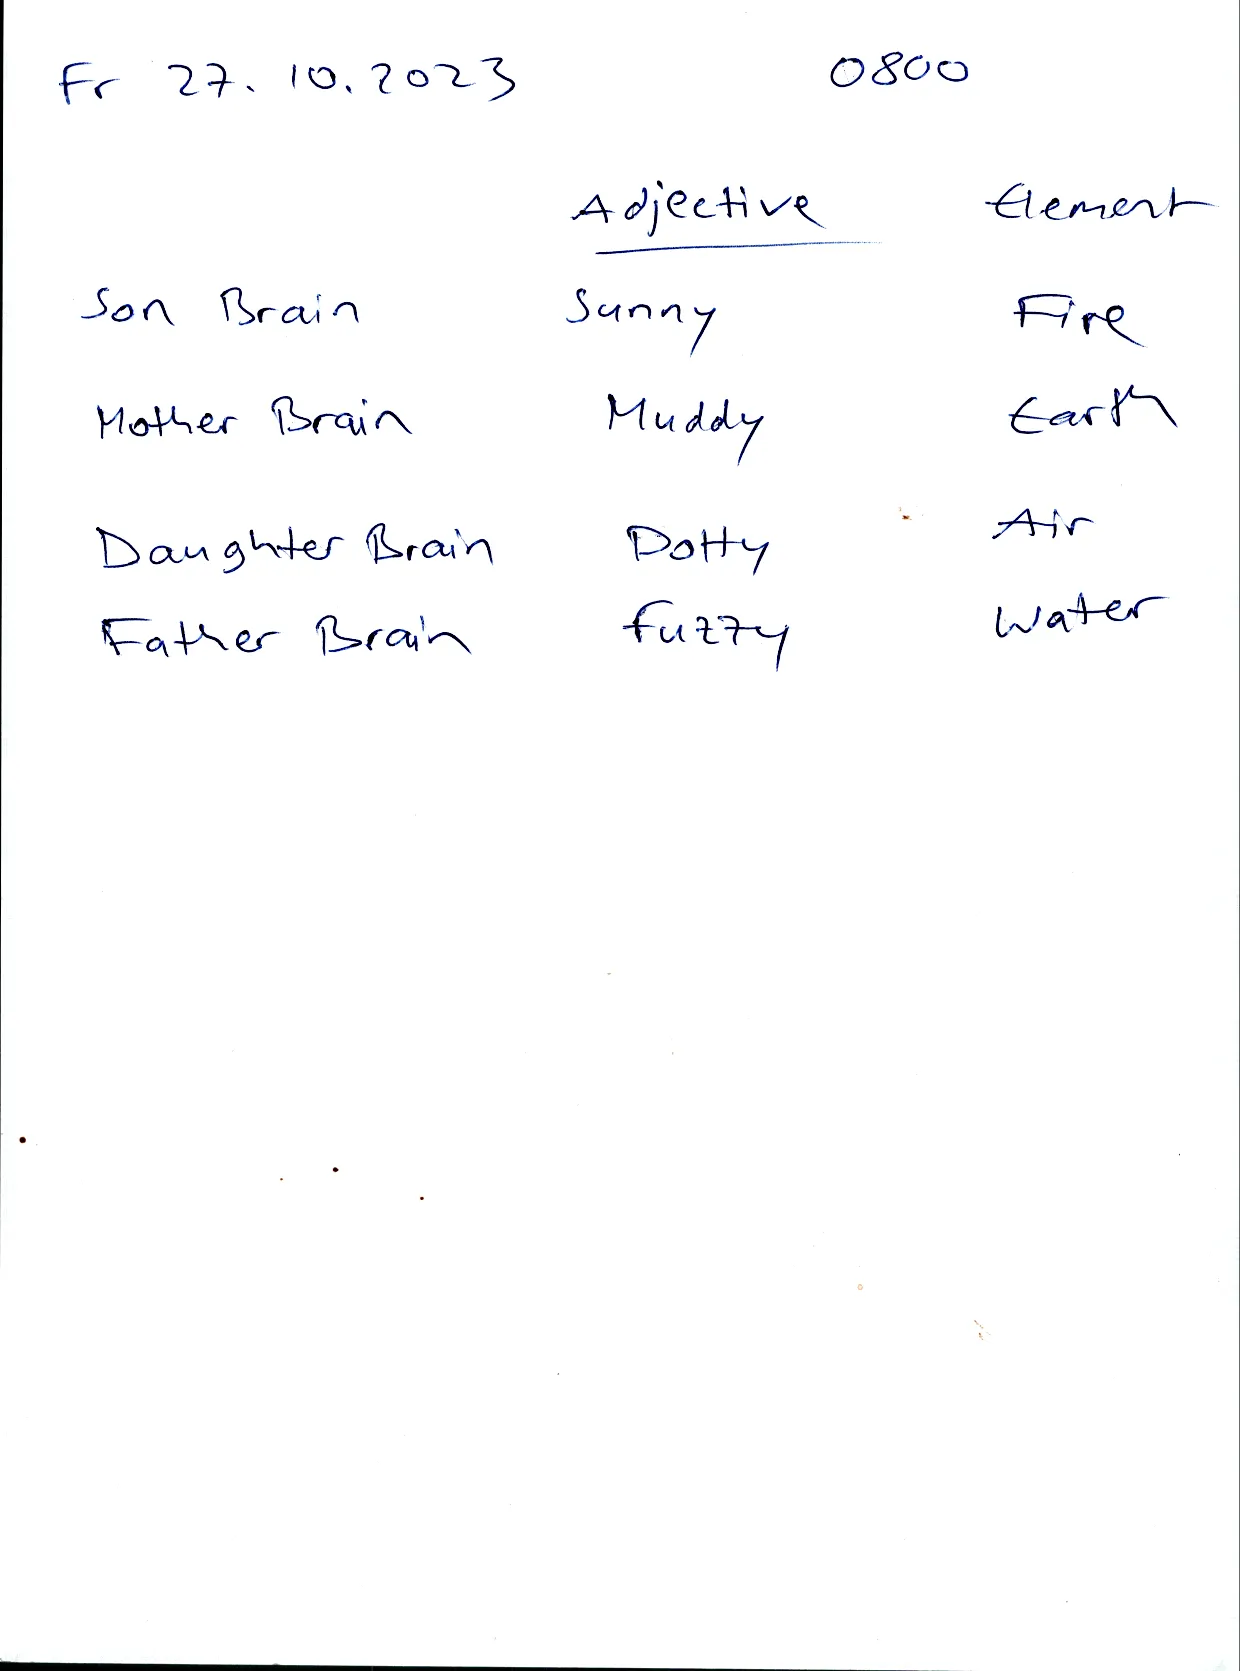 Fr 27.10.2023 0800
Adjective Element
Son Brain Sunny Fire
Mother Brain Muddy Earth
Daughter Brain Dotty Air
Father Brain fuzzy Water